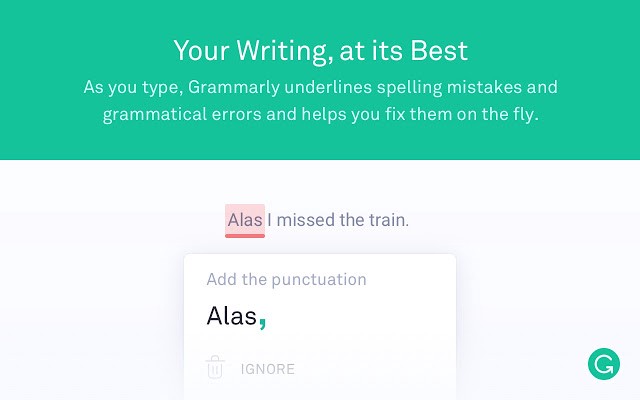 Your Writing, at its Best
As you type, Grammarly underlines spelling mistakes and
grammatical errors and helps you fix them on the fly.
Alas I missed the train.
Add the punctuation
Alas,
IGNORE